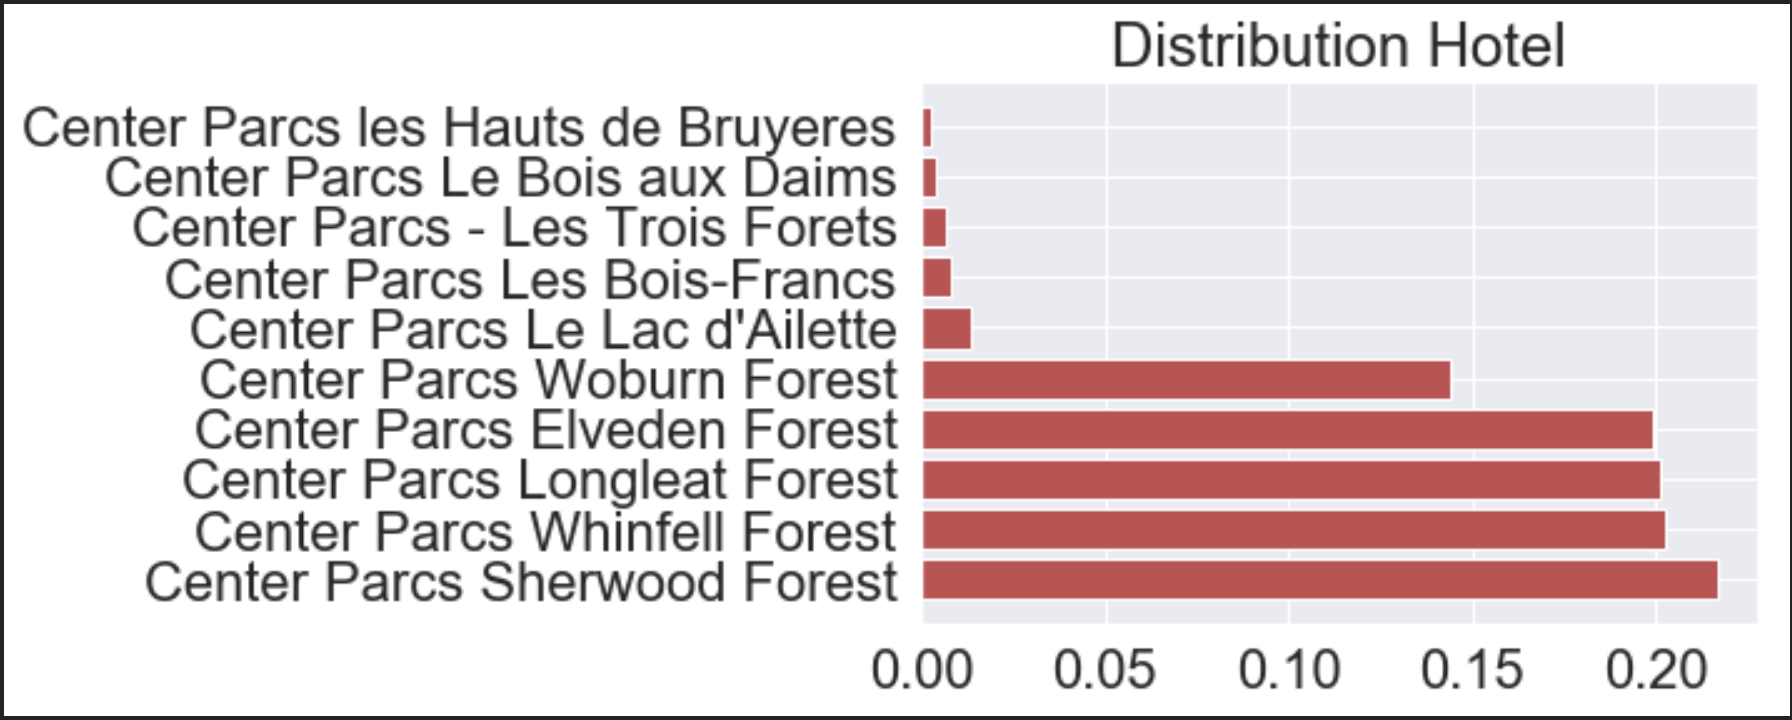 Distribution Hotel
Center Parcs les Hauts de Bruyeres
Center Parcs Le Bois aux Daims
Center Parcs - Les Trois Forets
Center Parcs Les Bois-Francs
Center Parcs Le Lac d'Ailette
Center Parcs Woburn Forest
Center Parcs Elveden Forest
Center Parcs Longleat Forest
Center Parcs Whinfell Forest
Center Parcs Sherwood Forest
0.00 0.05 0.10 0.15 0.20